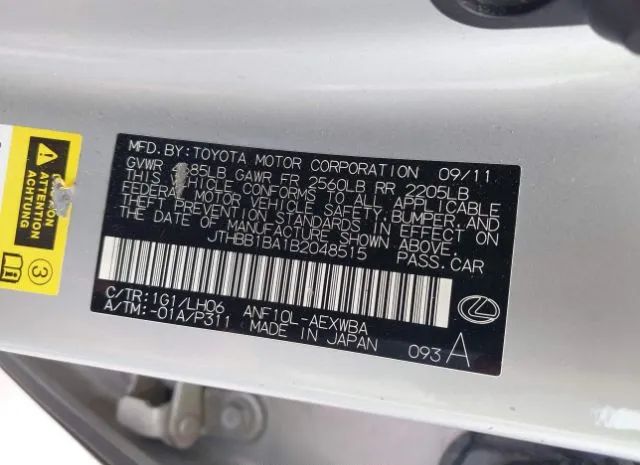 MFD. BY: TOYOTA MOTOR CORPORATION 09/11
GVWR 85LB GAWR FR 2560LB RR 2205LB
THIS VEHICLE CONFORMS TO ALL APPLICABLE
FEDERAL MOTOR VEHICLE SAFETY, BUMPER, AND
THEFT PREVENTION STANDARDS IN EFFECT ON
THE DATE OF MANUFACTURE SHOWN ABOVE.
JTHBB1BA1B2048515 PASS.CAR
C/TR:1G1/LH06 ANF10L-AEXWBA
A/TM:-01A/P311 MADE IN JAPAN
093 A
ATTENTION
3